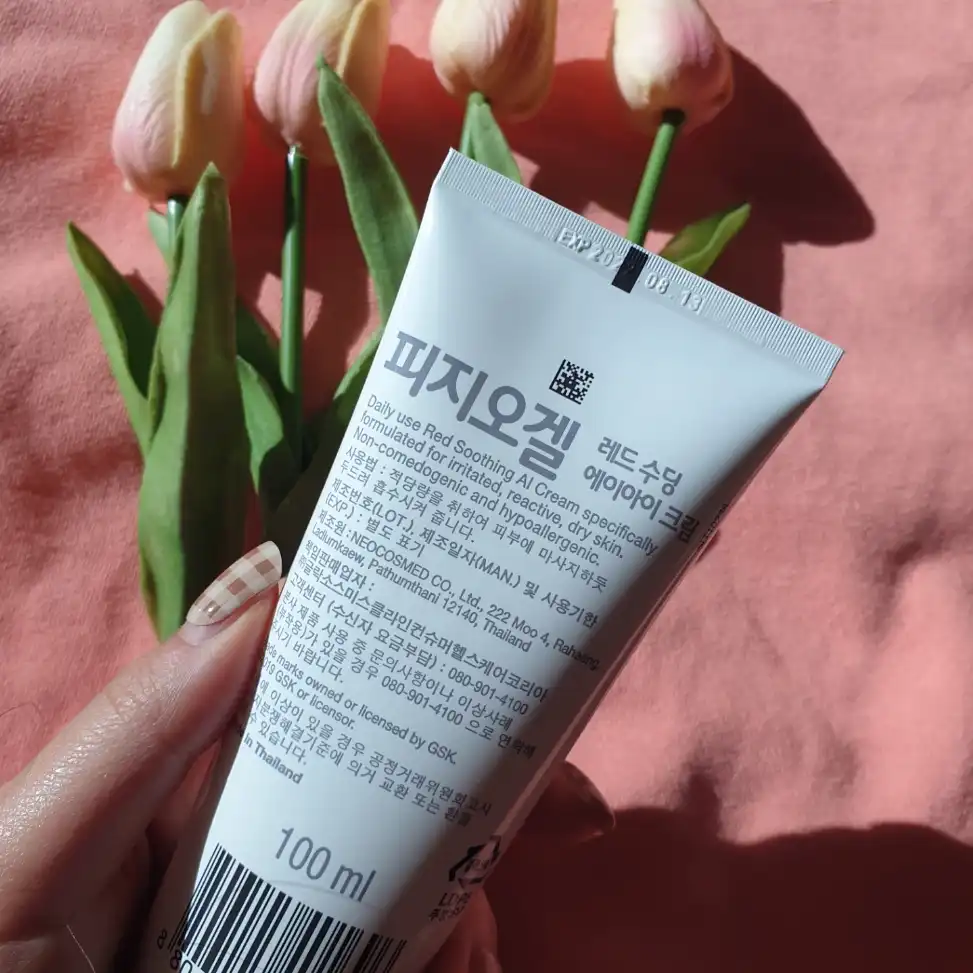 EXP 20 08.13
피지오겔
레드 수딩
에이아이 크림
Daily use Red Soothing AI Cream specifically
formulated for irritated, reactive, dry skin.
Non-comedogenic and hypoallergenic.
사용법 : 적당량을 취하여 피부에 마사지하듯
두드려 흡수시켜 줍니다.
제조번호(LOT.), 제조일자(MAN.) 및 사용기한
(EXP.) : 별도 표기
제조원 : NEOCOSMED CO., Ltd., 222 Moo 4, Rahaeng,
Ladlumkaew, Pathumthani 12140, Thailand
책임판매업자 :
㈜글락소스미스클라인컨슈머헬스케어코리아
고객센터 (수신자 요금부담) : 080-901-4100
본사 제품 사용 중 문의사항이나 이상사례
(부작용)가 있을 경우 080-901-4100 으로 연락해
주시기 바랍니다.
marks owned or licensed by GSK.
2019 GSK or licensor.
에 이상이 있을 경우 공정거래위원회 고시
분쟁해결기준에 의거 교환 또는 환불
수 있습니다.
in Thailand
100 ml
8 80